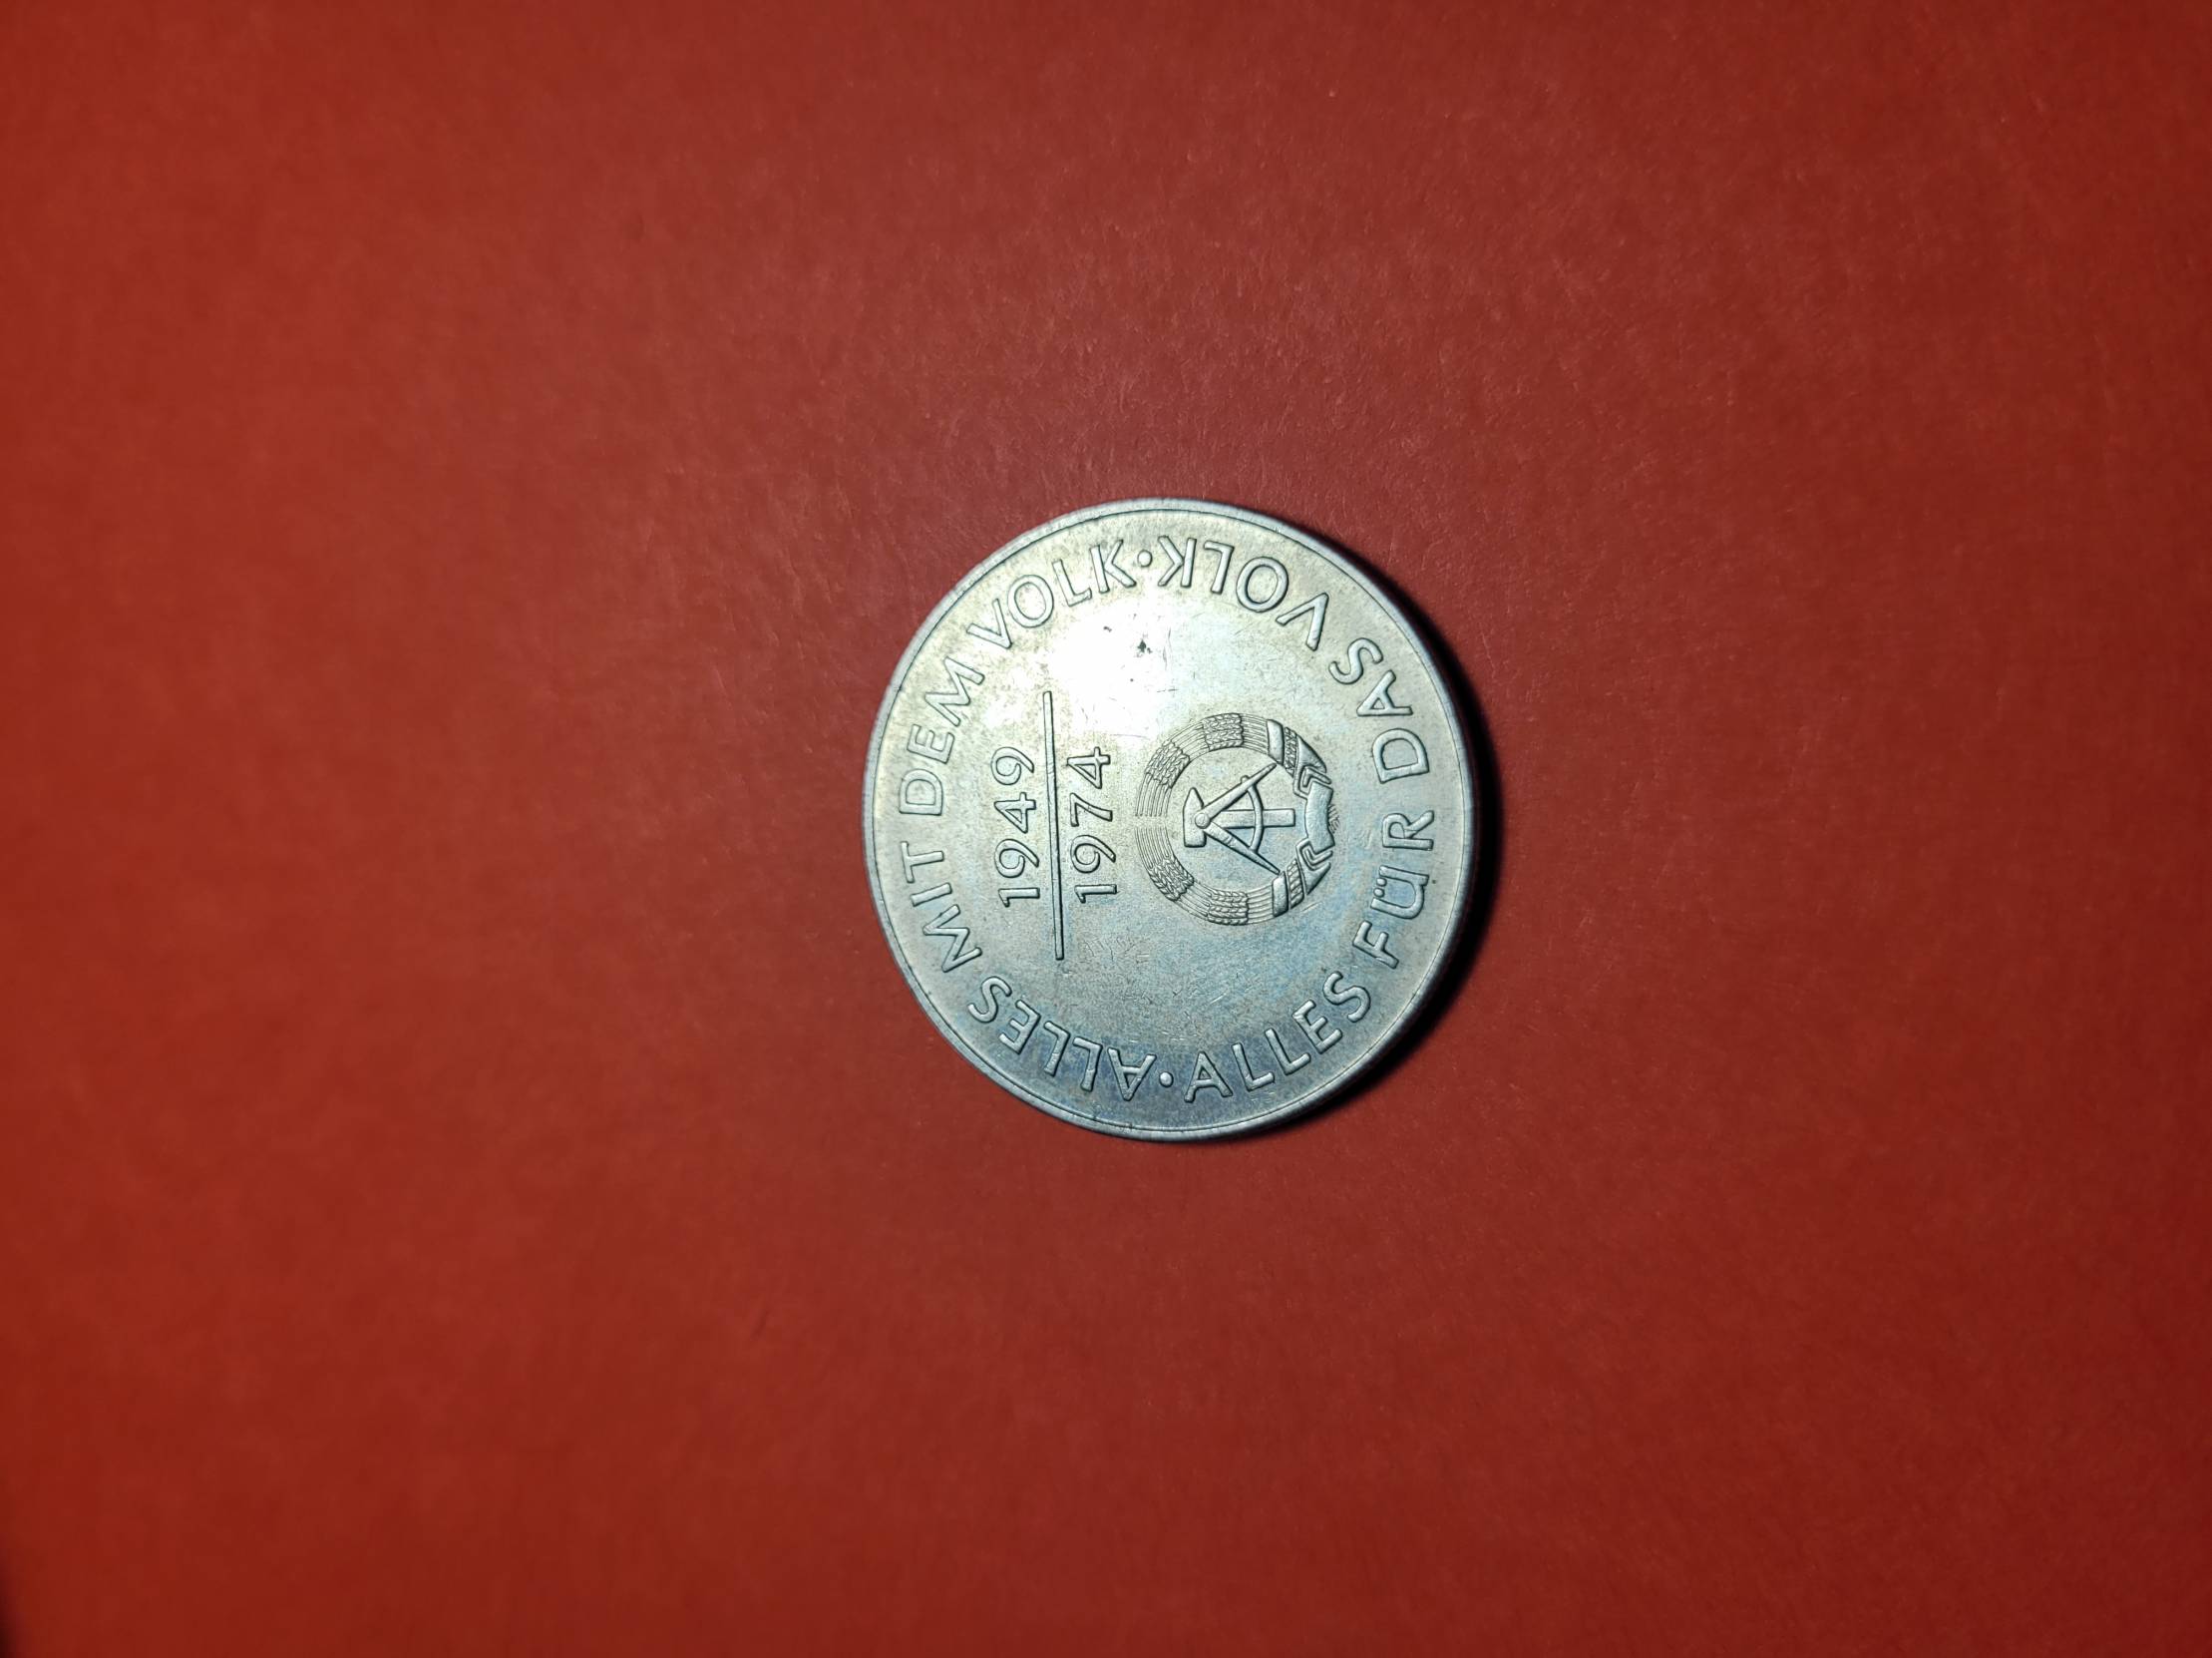 ALLES MIT DEM VOLK · ALLES FÜR DAS VOLK ·
1949
1974